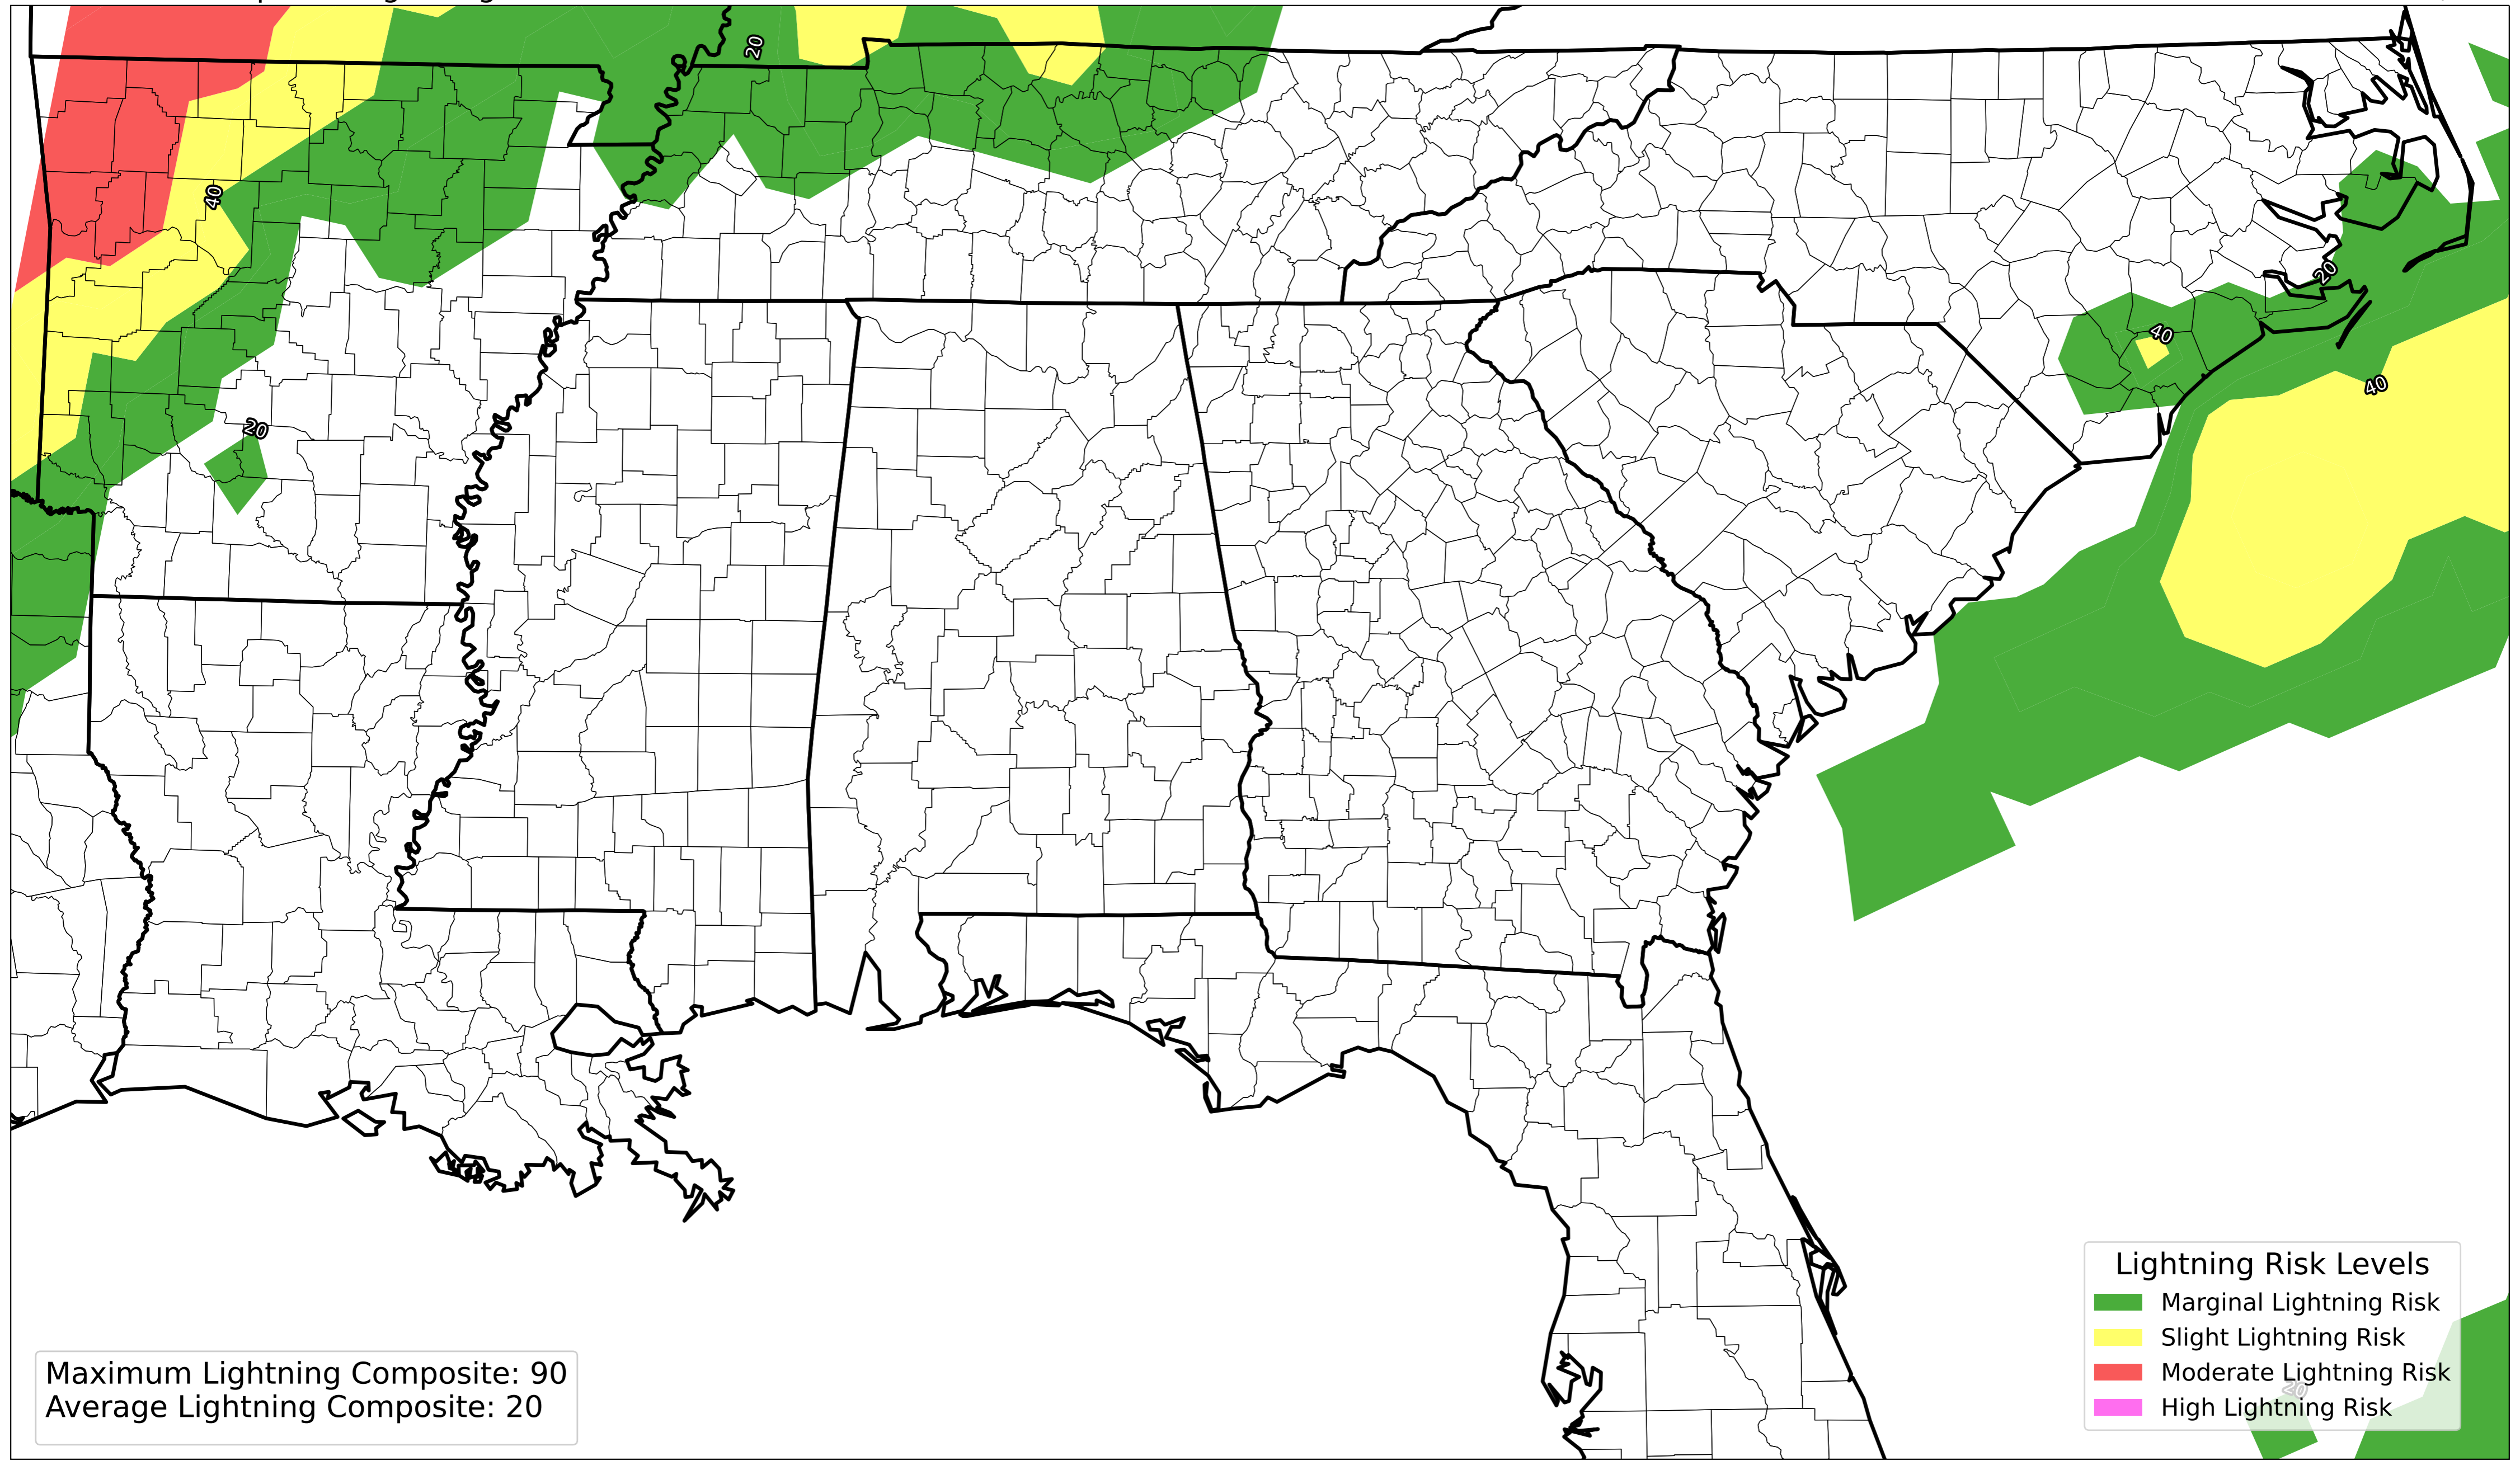 20
40
20
20
40
40
Lightning Risk Levels
Marginal Lightning Risk
Slight Lightning Risk
Moderate Lightning Risk
High Lightning Risk
20
Maximum Lightning Composite: 90
Average Lightning Composite: 20